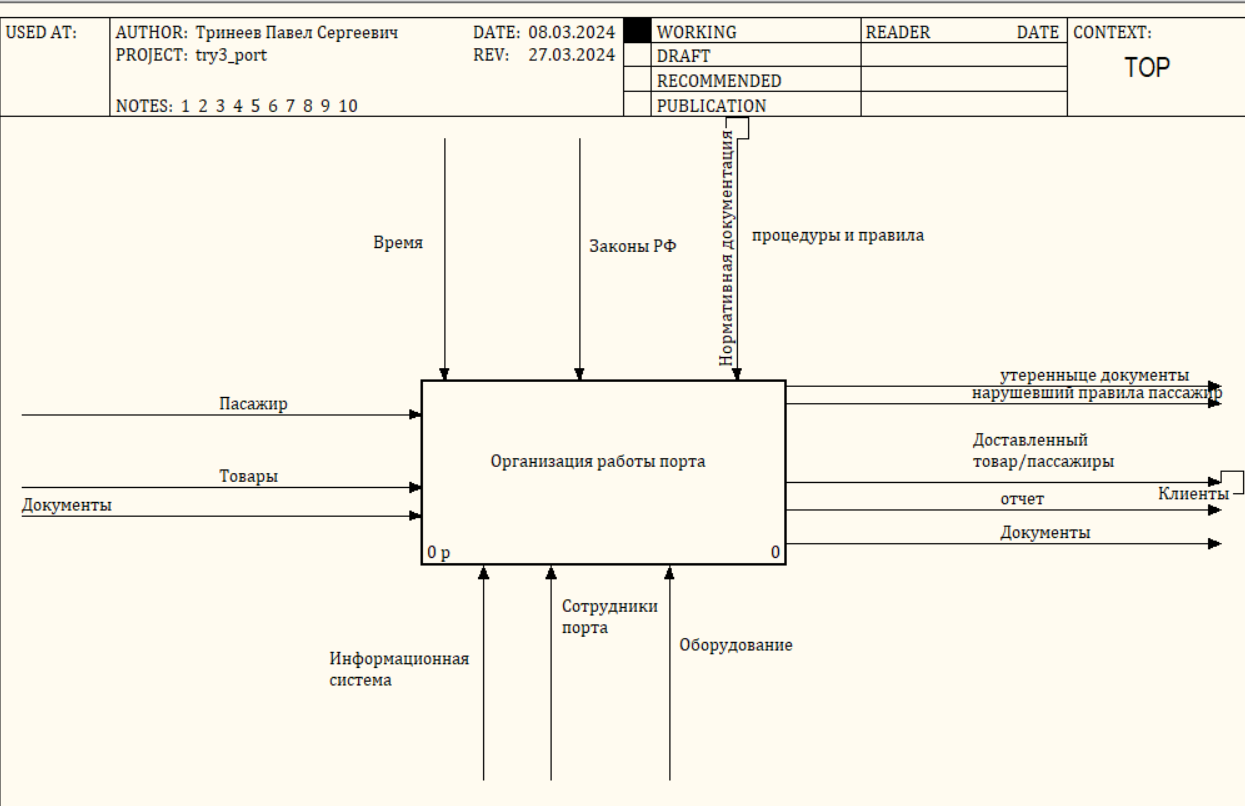 USED AT:
AUTHOR: Тринеев Павел Сергеевич
DATE: 08.03.2024
PROJECT: try3_port
REV: 27.03.2024
NOTES: 1 2 3 4 5 6 7 8 9 10
WORKING
DRAFT
RECOMMENDED
PUBLICATION
READER DATE
CONTEXT:
TOP
Время
Законы РФ
Нормативная документация
процедуры и правила
Пасажир
Товары
Документы
Организация работы порта
0 р
0
утеренныце документы
нарушевший правила пассажир
Доставленный
товар/пассажиры
Клиенты
отчет
Документы
Информационная
система
Сотрудники
порта
Оборудование